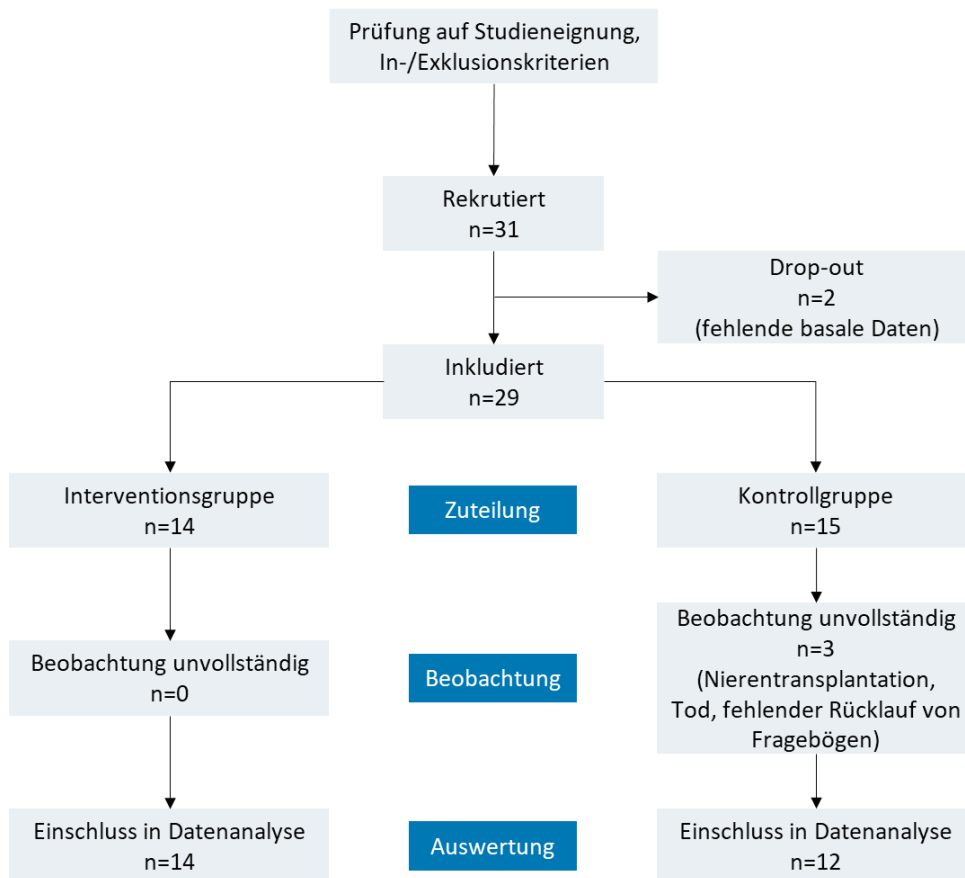 Prüfung auf Studieneignung,
In-/Exklusionskriterien
Rekrutiert
n=31
Drop-out
n=2
(fehlende basale Daten)
Inkludiert
n=29
Interventionsgruppe
n=14
Zuteilung
Kontrollgruppe
n=15
Beobachtung unvollständig
n=0
Beobachtung
Beobachtung unvollständig
n=3
(Nierentransplantation,
Tod, fehlender Rücklauf von
Fragebögen)
Einschluss in Datenanalyse
n=14
Auswertung
Einschluss in Datenanalyse
n=12